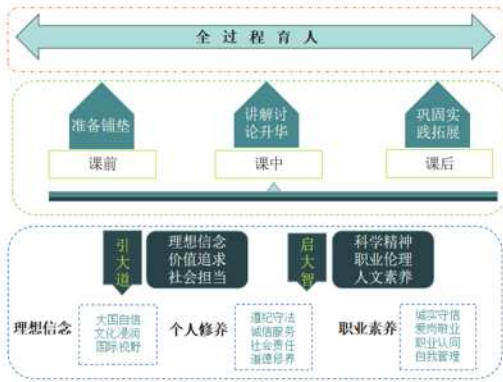 全过程育人
准备铺垫
讲解讨
论升华
巩固实
践拓展
课前
课中
课后
引大道
理想信念
价值追求
社会担当
启大智
科学精神
职业伦理
人文素养
理想信念
大国自信
文化浸润
国际视野
个人修养
遵纪守法
诚信服务
社会责任
道德修养
职业素养
诚实守信
爱岗敬业
职业认同
自我管理